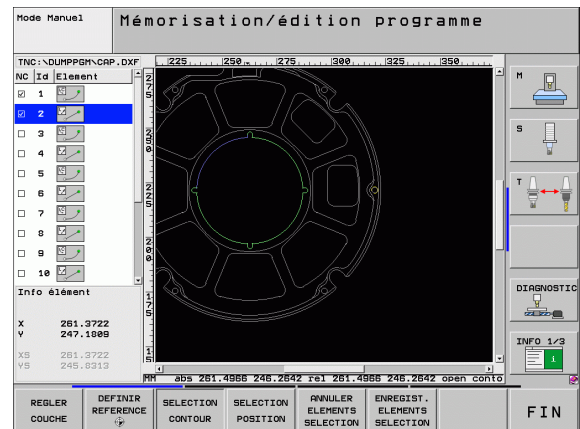 Mode Manuel
Mémorisation/édition programme
TNC:\DUMPPGM\CAP.DXF
NC Id Element
1
2
3
4
5
6
7
8
9
10
225 250 275 300 325 350
Info élément
X 261.3722
Y 247.1809
XS 261.3722
YS 245.8313
MM abs 261.4966 246.2642 rel 261.4966 246.2642 open conto
M
S
T
DIAGNOSTIC
INFO 1/3
REGLER
COUCHE
DEFINIR
REFERENCE
SELECTION
CONTOUR
SELECTION
POSITION
ANNULER
ELEMENTS
SELECTION
ENREGIST.
ELEMENTS
SELECTION
FIN